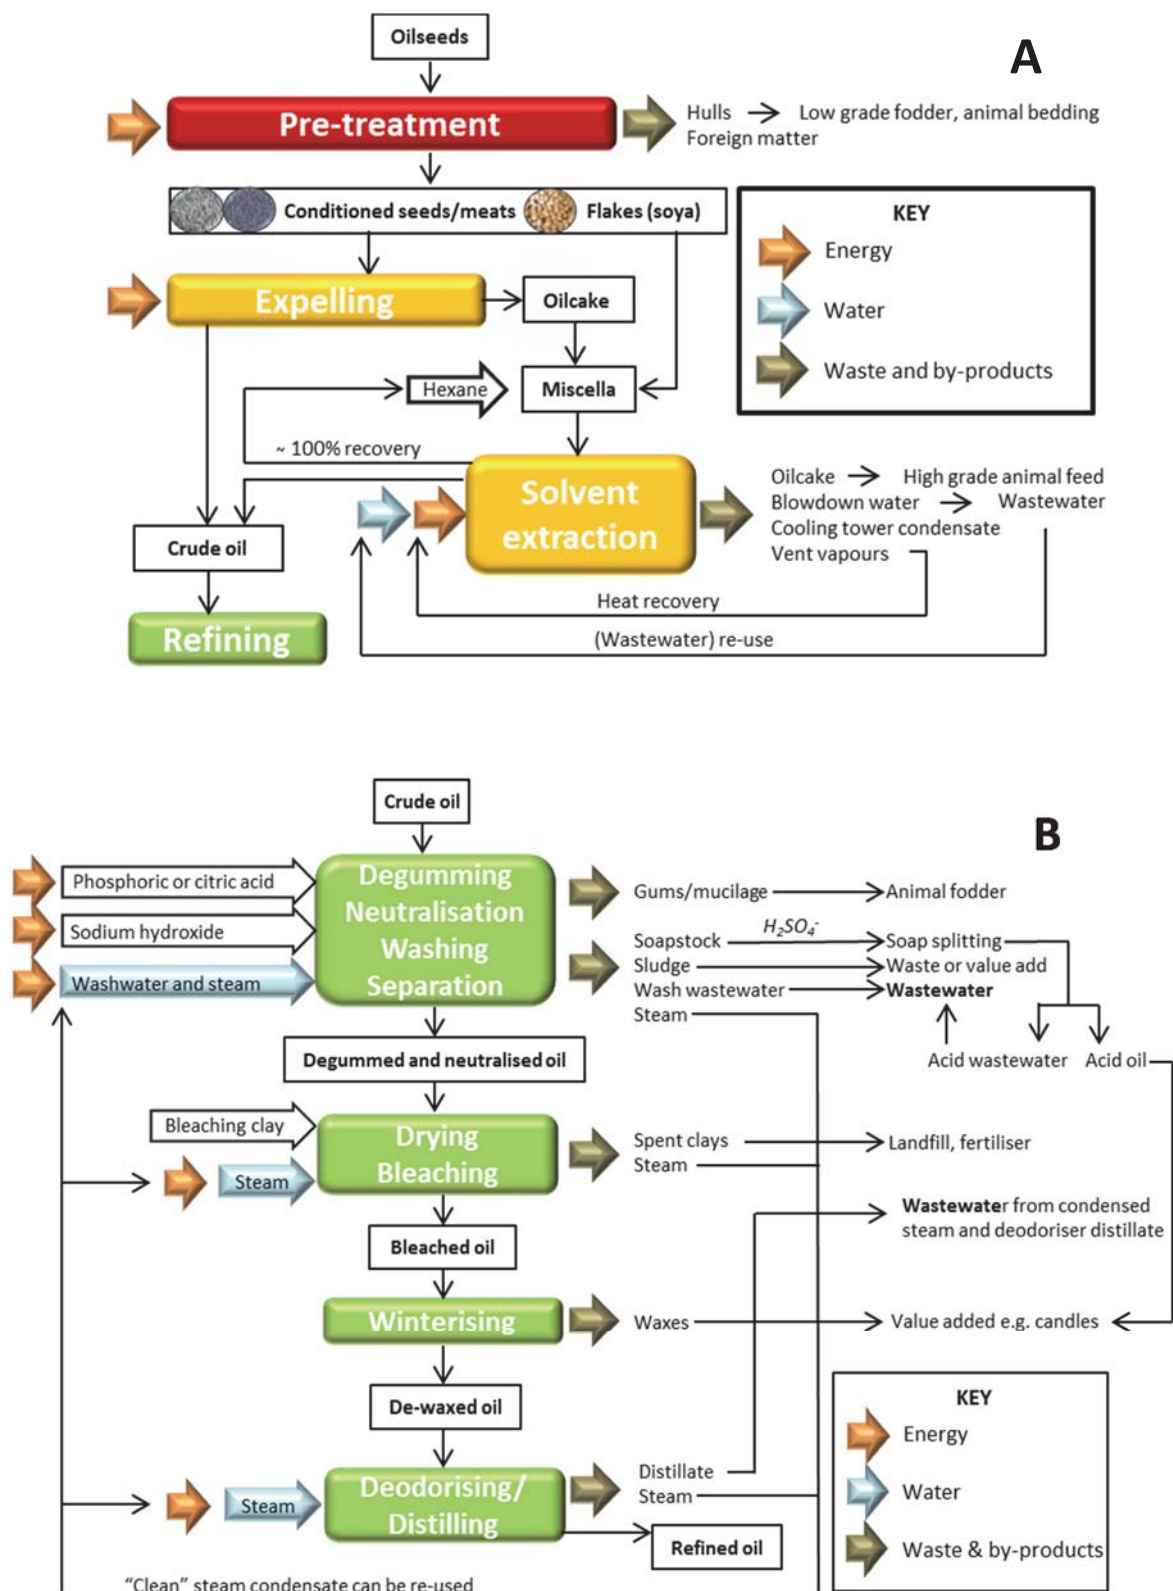 Oilseeds
A
Pre-treatment
Hulls
Low grade fodder, animal bedding
Foreign matter
Conditioned seeds/meats
Flakes (soya)
KEY
Energy
Water
Waste and by-products
Expelling
Oilcake
Hexane
Miscella
~ 100% recovery
Solvent
extraction
Oilcake
High grade animal feed
Blowdown water
Wastewater
Cooling tower condensate
Vent vapours
Crude oil
Heat recovery
Refining
(Wastewater) re-use
Crude oil
B
Phosphoric or citric acid
Sodium hydroxide
Washwater and steam
Degumming
Neutralisation
Washing
Separation
Gums/mucilage
Animal fodder
Soapstock
H2SO4-
Soap splitting
Sludge
Waste or value add
Wash wastewater
Wastewater
Steam
Acid wastewater
Acid oil
Degummed and neutralised oil
Bleaching clay
Steam
Drying
Bleaching
Spent clays
Landfill, fertiliser
Steam
Wastewater from condensed
steam and deodoriser distillate
Bleached oil
Winterising
Waxes
Value added e.g. candles
De-waxed oil
Steam
Deodorising/
Distilling
Distillate
Steam
Refined oil
KEY
Energy
Water
Waste & by-products
"Clean" steam condensate can be re-used